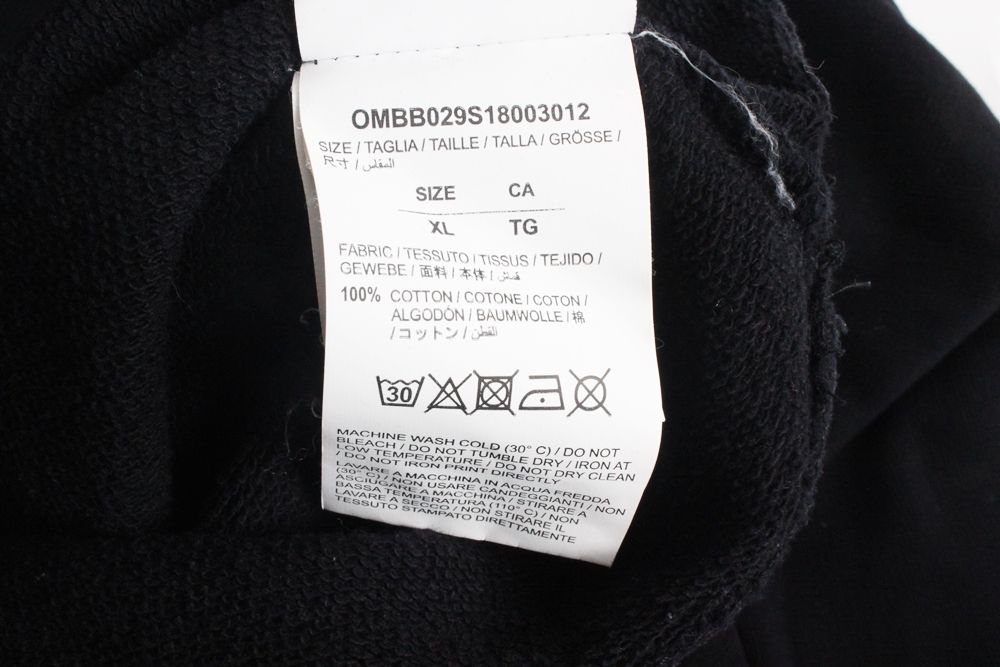 OMBB029S18003012
SIZE / TAGLIA / TAILLE / TALLA / GRÖSSE /
尺寸 / المقاس
SIZE CA
XL TG
FABRIC / TESSUTO / TISSUS / TEJIDO /
GEWEBE / 面料 / 本体 / قماش
100% COTTON / COTONE / COTON /
ALGODÓN / BAUMWOLLE / 棉
/ コットン / القطن
30
MACHINE WASH COLD (30° C) / DO NOT
BLEACH / DO NOT TUMBLE DRY / IRON AT
LOW TEMPERATURE / DO NOT DRY CLEAN
/ DO NOT IRON PRINT DIRECTLY
LAVARE A MACCHINA IN ACQUA FREDDA
(30° C) / NON USARE CANDEGGIANTI / NON
ASCIUGARE A MACCHINA / STIRARE A
BASSA TEMPERATURA (110° C) / NON
LAVARE A SECCO / NON STIRARE IL
TESSUTO STAMPATO DIRETTAMENTE